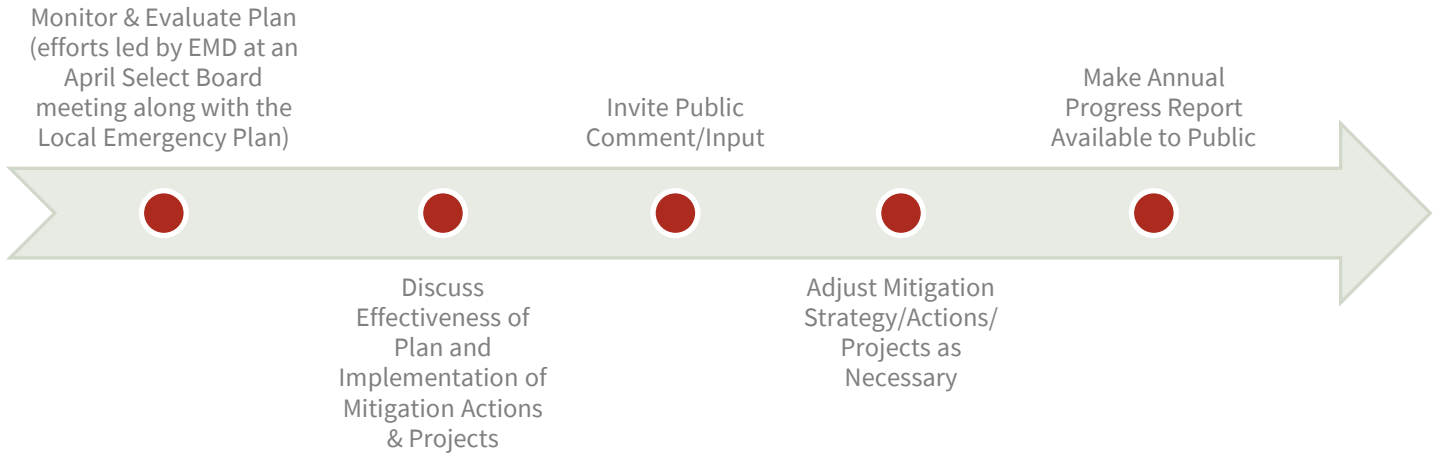 Monitor & Evaluate Plan
(efforts led by EMD at an
April Select Board
meeting along with the
Local Emergency Plan)
Discuss
Effectiveness of
Plan and
Implementation of
Mitigation Actions
& Projects
Invite Public
Comment/Input
Adjust Mitigation
Strategy/Actions/
Projects as
Necessary
Make Annual
Progress Report
Available to Public